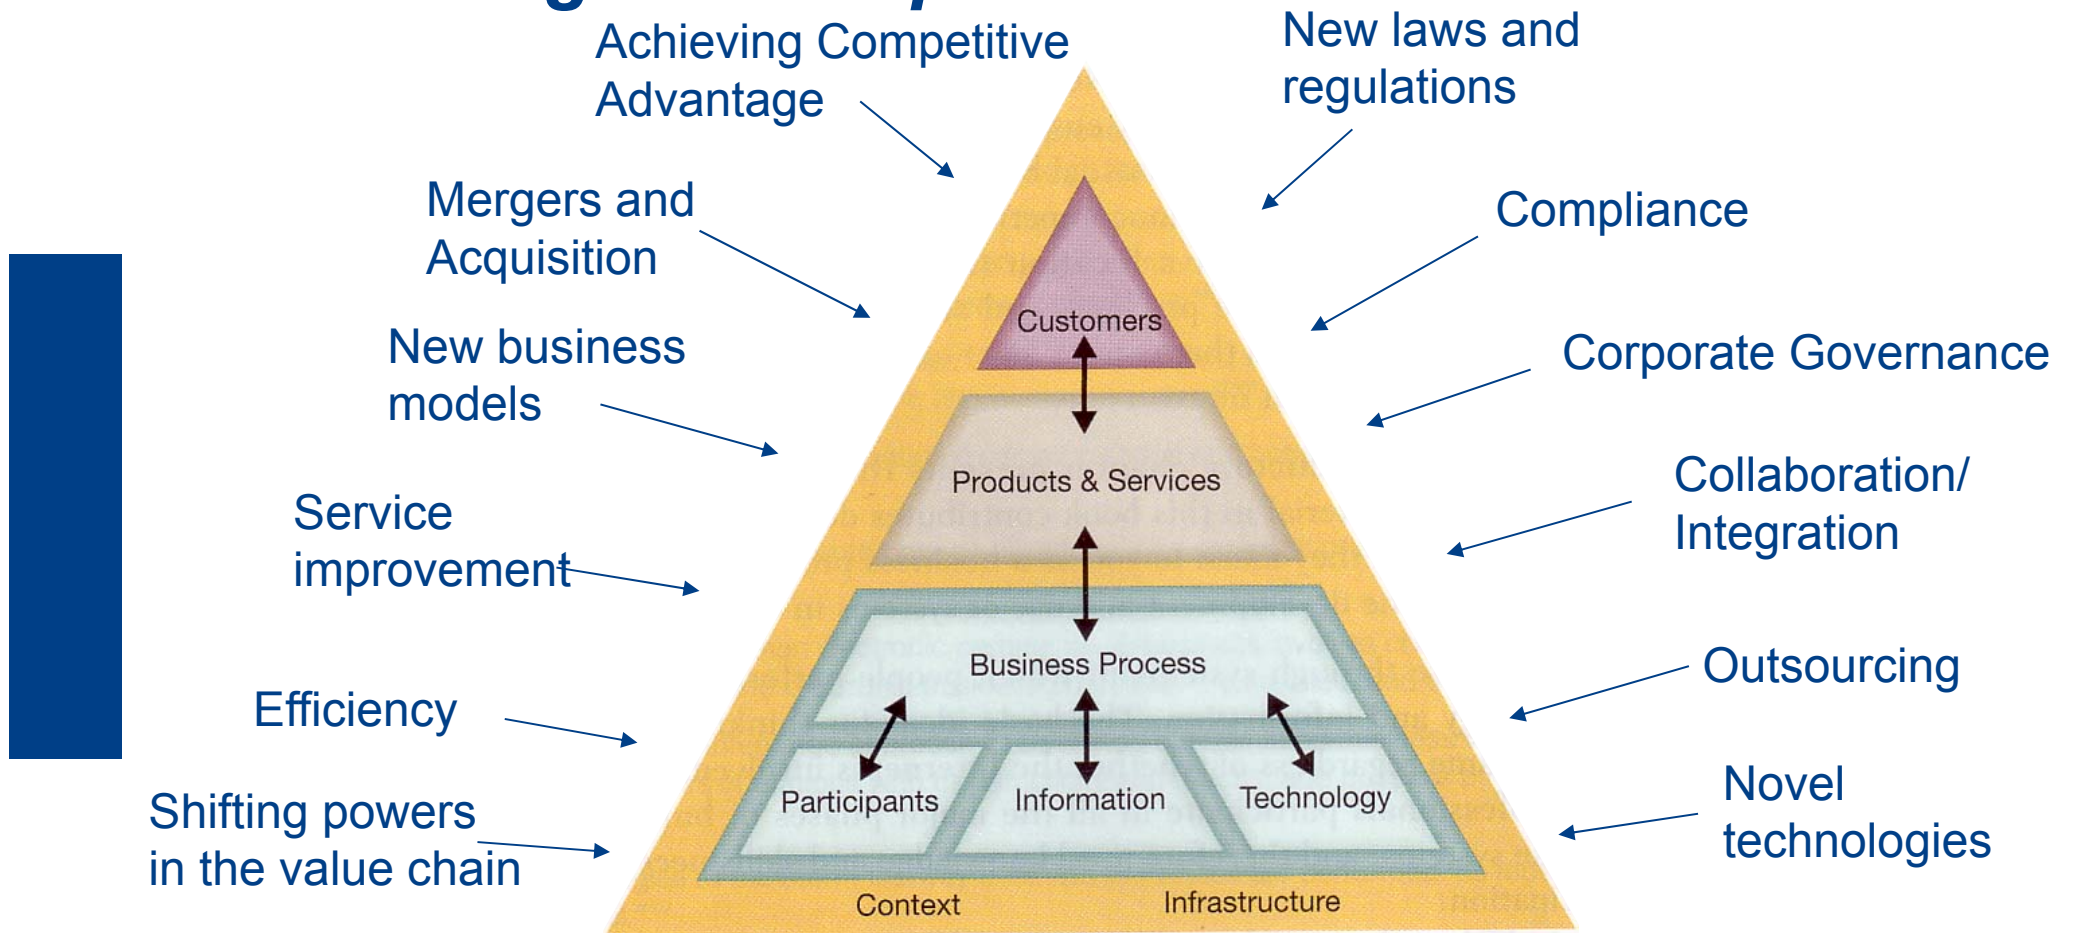 Achieving Competitive
Advantage
New laws and
regulations
Mergers and
Acquisition
Compliance
New business
models
Corporate Governance
Service
improvement
Collaboration/
Integration
Efficiency
Outsourcing
Shifting powers
in the value chain
Novel
technologies
Customers
Products & Services
Business Process
Participants
Information
Technology
Context
Infrastructure